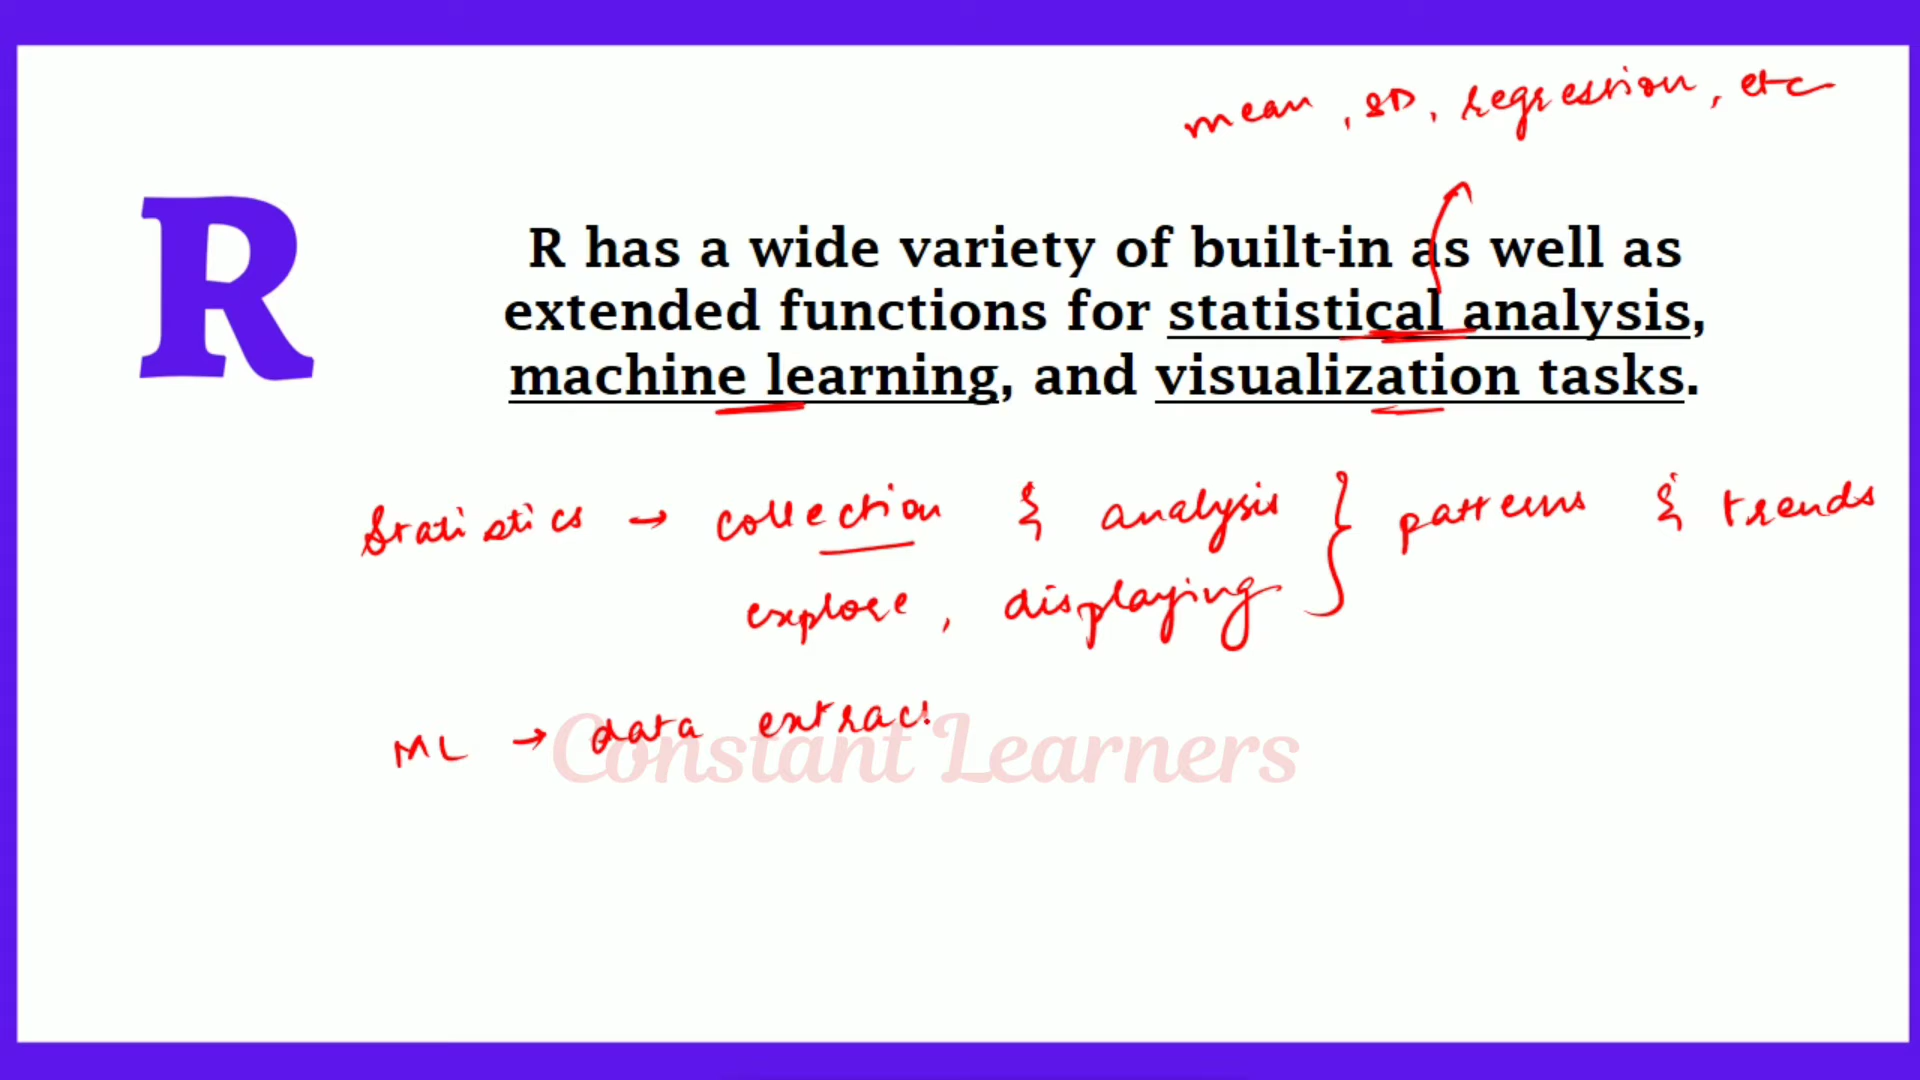 mean, SD, regression, etc
R
R has a wide variety of built-in as well as
extended functions for statistical analysis,
machine learning, and visualization tasks.
Statistics → collection & analysis } patterns & trends
explore, displaying
ML → data extract
Constant Learners